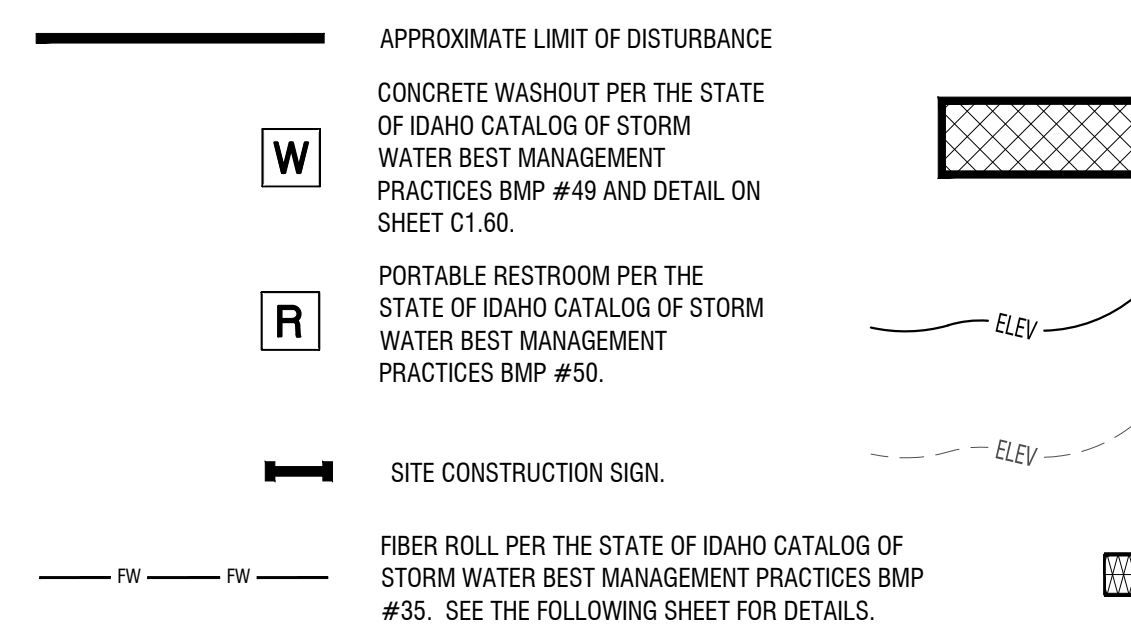 APPROXIMATE LIMIT OF DISTURBANCE
W
CONCRETE WASHOUT PER THE STATE
OF IDAHO CATALOG OF STORM
WATER BEST MANAGEMENT
PRACTICES BMP #49 AND DETAIL ON
SHEET C1.60.
R
PORTABLE RESTROOM PER THE
STATE OF IDAHO CATALOG OF STORM
WATER BEST MANAGEMENT
PRACTICES BMP #50.
ELEV
ELEV
SITE CONSTRUCTION SIGN.
FW FW
FIBER ROLL PER THE STATE OF IDAHO CATALOG OF
STORM WATER BEST MANAGEMENT PRACTICES BMP
#35. SEE THE FOLLOWING SHEET FOR DETAILS.